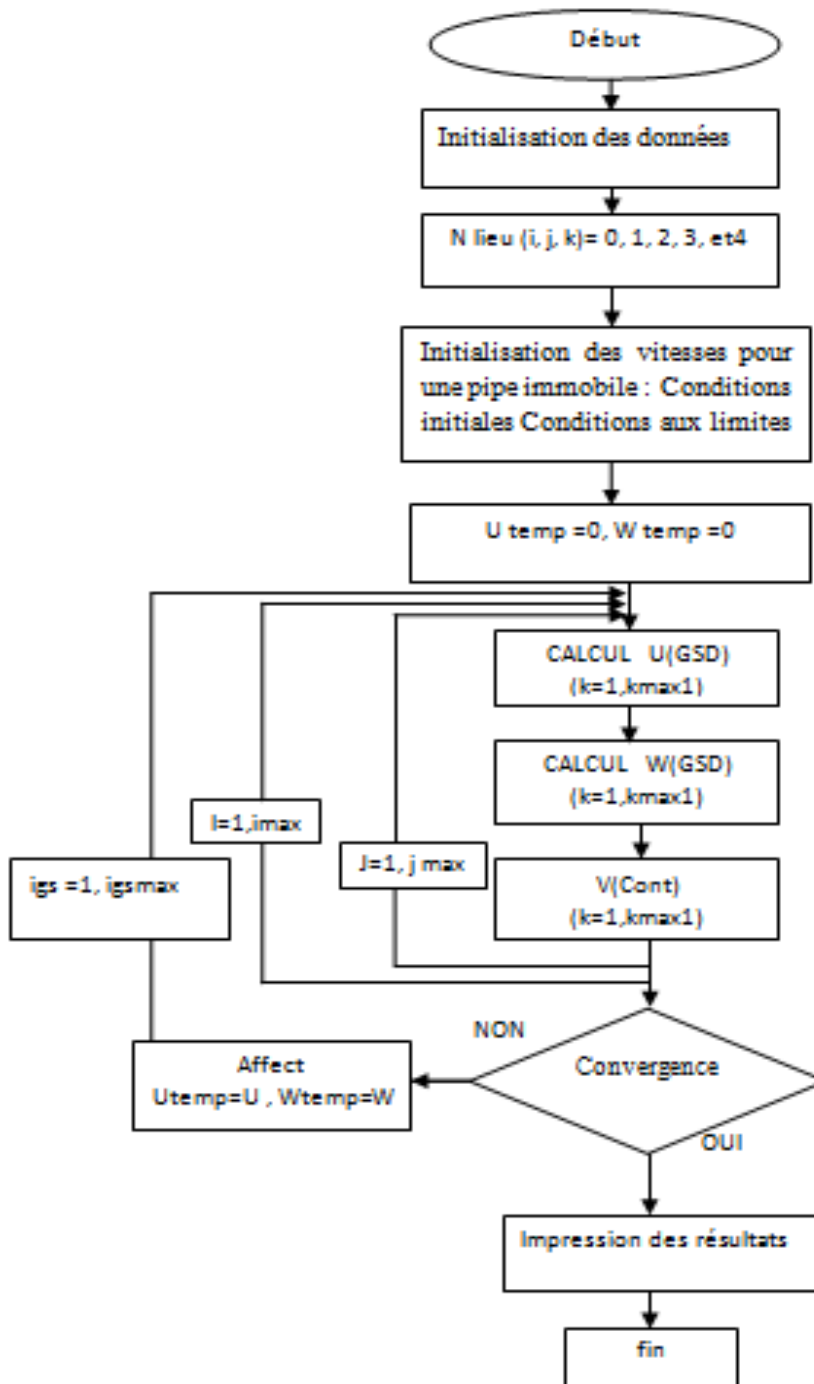 Début
Initialisation des données
N lieu (i, j, k)= 0, 1, 2, 3, et4
Initialisation des vitesses pour
une pipe immobile : Conditions
initiales Conditions aux limites
U temp =0, W temp =0
CALCUL U(GSD)
(k=1,kmax1)
CALCUL W(GSD)
(k=1,kmax1)
I=1,imax
J=1, j max
igs =1, igsmax
V(Cont)
(k=1,kmax1)
NON
Convergence
Affect
Utemp=U , Wtemp=W
OUI
Impression des résultats
fin